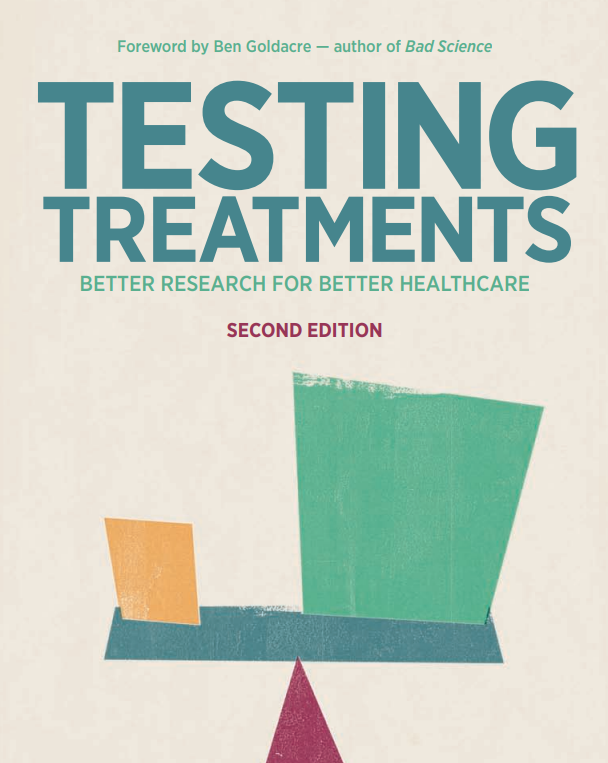 Foreword by Ben Goldacre — author of Bad Science
TESTING
TREATMENTS
BETTER RESEARCH FOR BETTER HEALTHCARE
SECOND EDITION